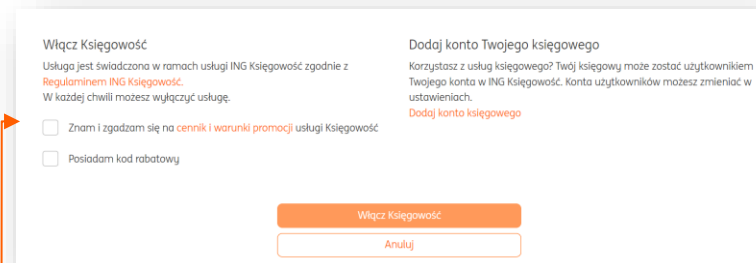 Włącz Księgowość
Usługa jest świadczona w ramach usługi ING Księgowość zgodnie z
Regulaminem ING Księgowość.
W każdej chwili możesz wyłączyć usługę.
Znam i zgadzam się na cennik i warunki promocji usługi Księgowość
Posiadam kod rabatowy
Dodaj konto Twojego księgowego
Korzystasz z usług księgowego? Twój księgowy może zostać użytkownikiem
Twojego konta w ING Księgowość. Konta użytkowników możesz zmieniać w
ustawieniach.
Dodaj konto księgowego
Włącz Księgowość
Anuluj